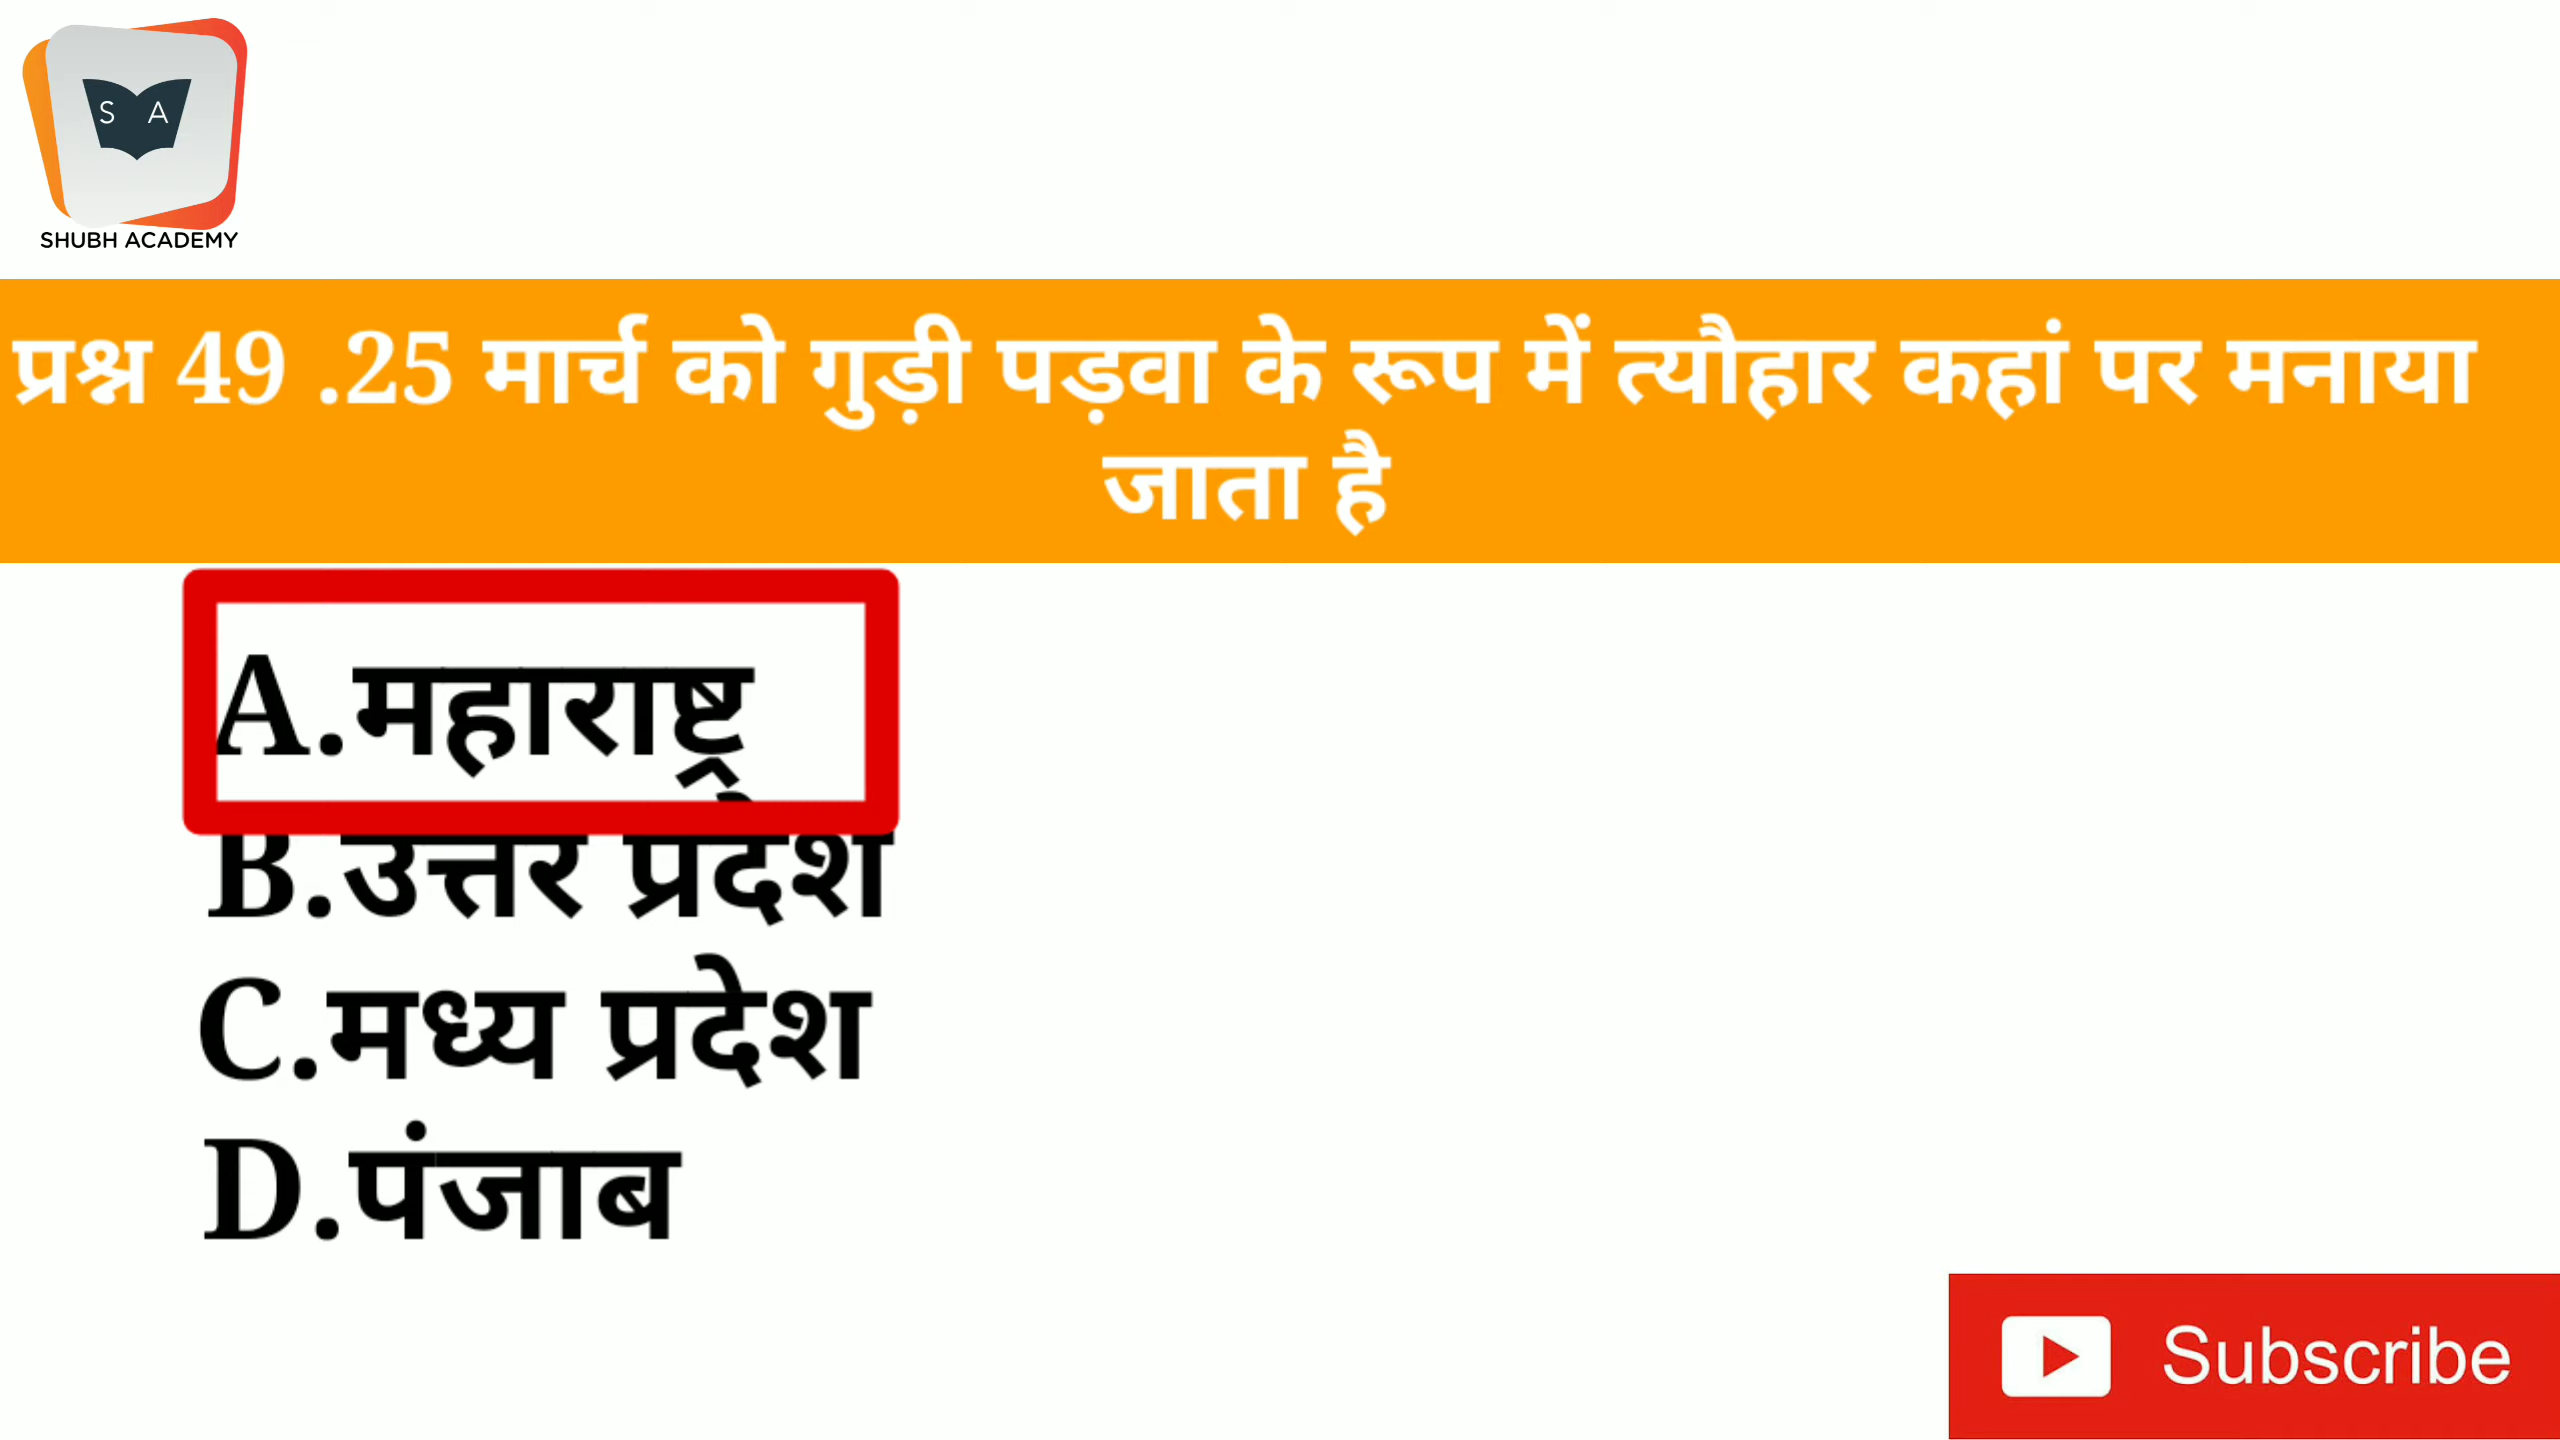 S A
SHUBH ACADEMY
प्रश्न 49 .25 मार्च को गुड़ी पड़वा के रूप में त्यौहार कहां पर मनाया
जाता है
A.महाराष्ट्र
B.उत्तर प्रदेश
C.मध्य प्रदेश
D.पंजाब
Subscribe